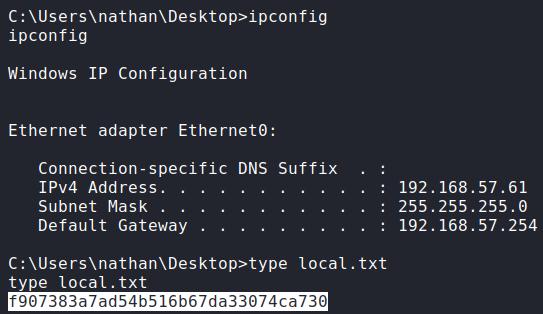 C:\Users\nathan\Desktop>ipconfig
ipconfig

Windows IP Configuration


Ethernet adapter Ethernet0:

   Connection-specific DNS Suffix  . :
   IPv4 Address. . . . . . . . . . . : 192.168.57.61
   Subnet Mask . . . . . . . . . . . : 255.255.255.0
   Default Gateway . . . . . . . . . : 192.168.57.254

C:\Users\nathan\Desktop>type local.txt
type local.txt
f907383a7ad54b516b67da33074ca730